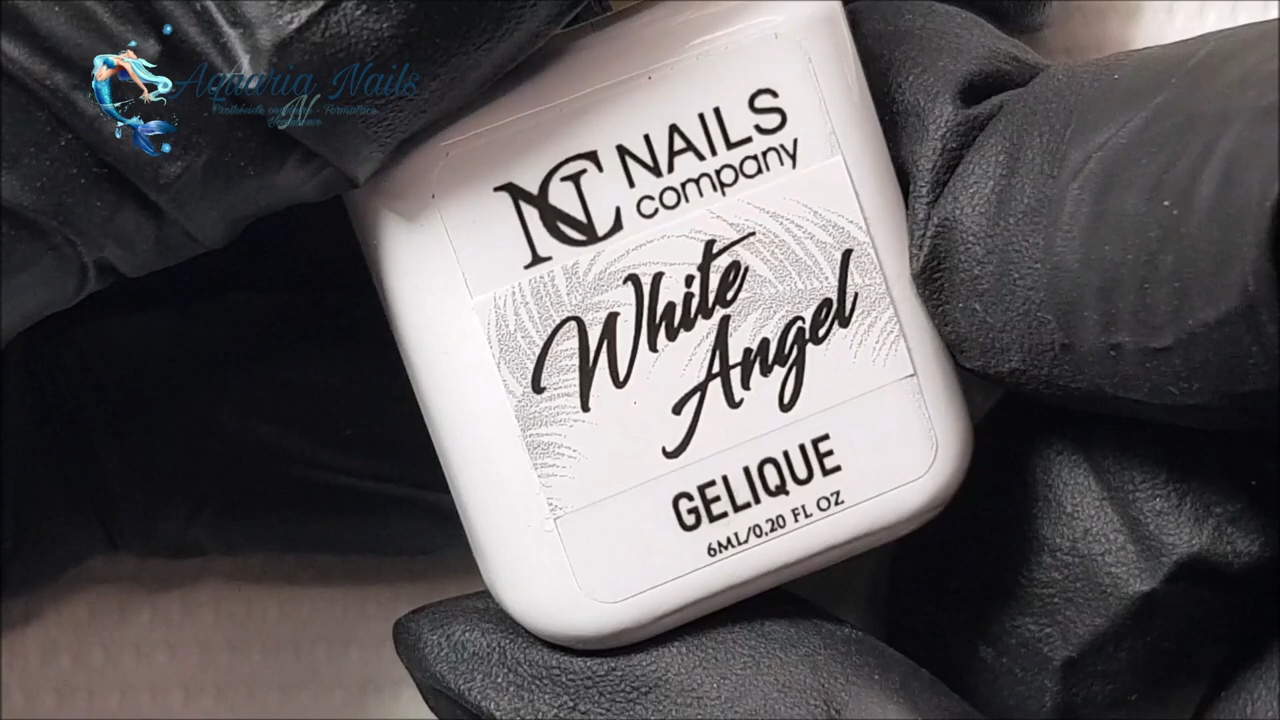 Aquaria Nails
NC NAILS
company
White
Angel
GELIQUE
6ML/0,20 FL OZ